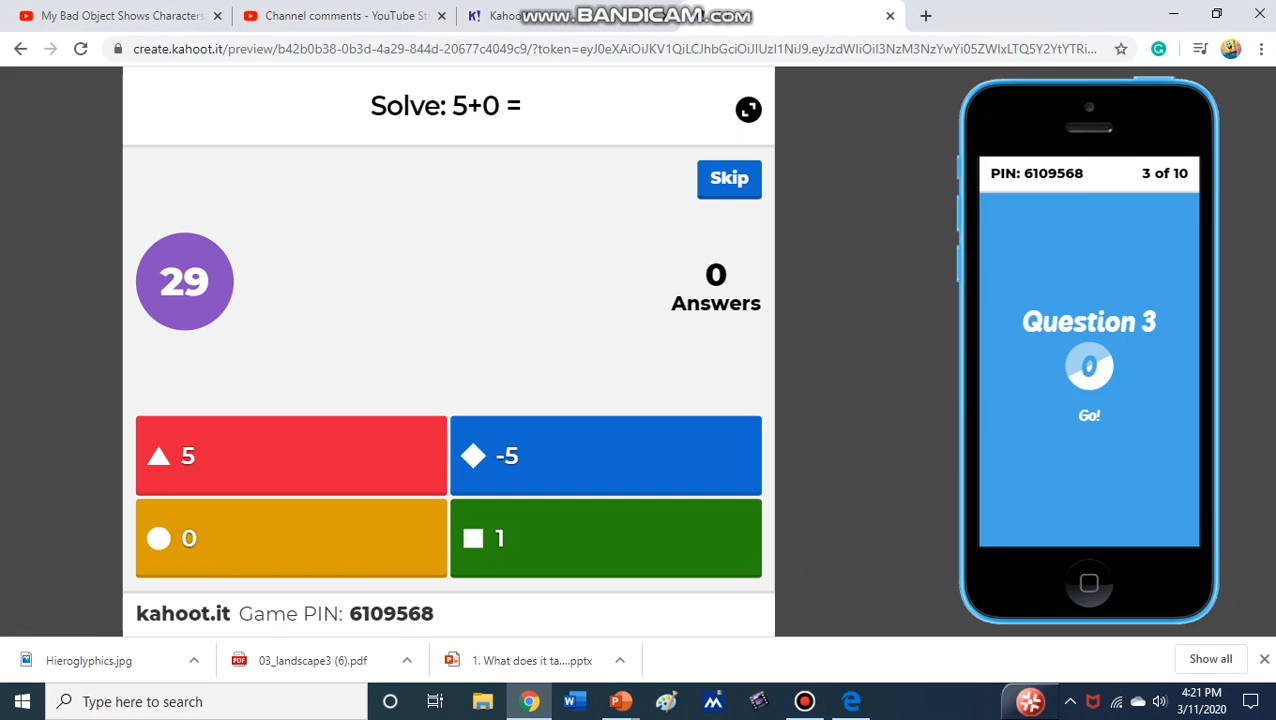 My Bad Object Shows Characters
Channel comments - YouTube St
Kahoo
www.BANDICAM.com
create.kahoot.it/preview/b42b0b38-0b3d-4a29-844d-20677c4049c9/?token=eyJ0eXAiOiJKV1QiLCJhbGciOiJIUzI1NiJ9.eyJzdWIiOiI3NzM3NzYwYi05ZWIxLTQ5Y2YtYTRi...
Solve: 5+0 =
Skip
29
0
Answers
5
-5
0
1
kahoot.it Game PIN: 6109568
PIN: 6109568 3 of 10
Question 3
0
Go!
Hieroglyphics.jpg
03_landscape3 (6).pdf
1. What does it ta....pptx
Show all
Type here to search
4:21 PM
3/11/2020